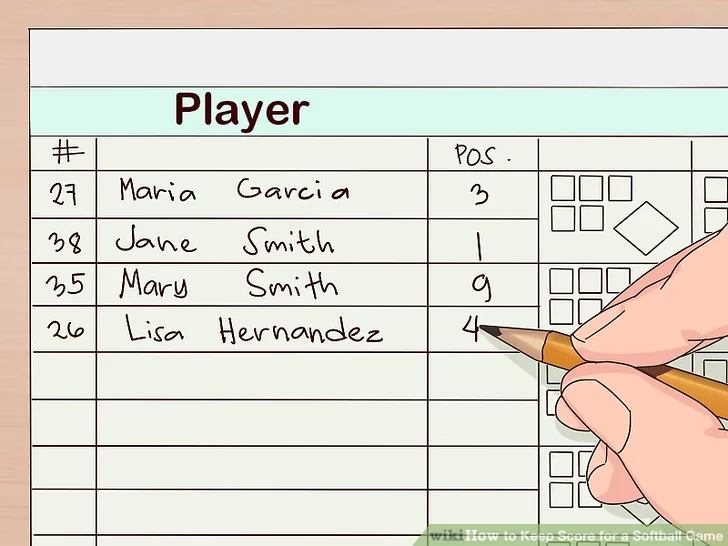 Player
# POS.
27 Maria Garcia 3
38 Jane Smith 1
35 Mary Smith 9
26 Lisa Hernandez 4
wikiHow to Keep Score for a Softball Game